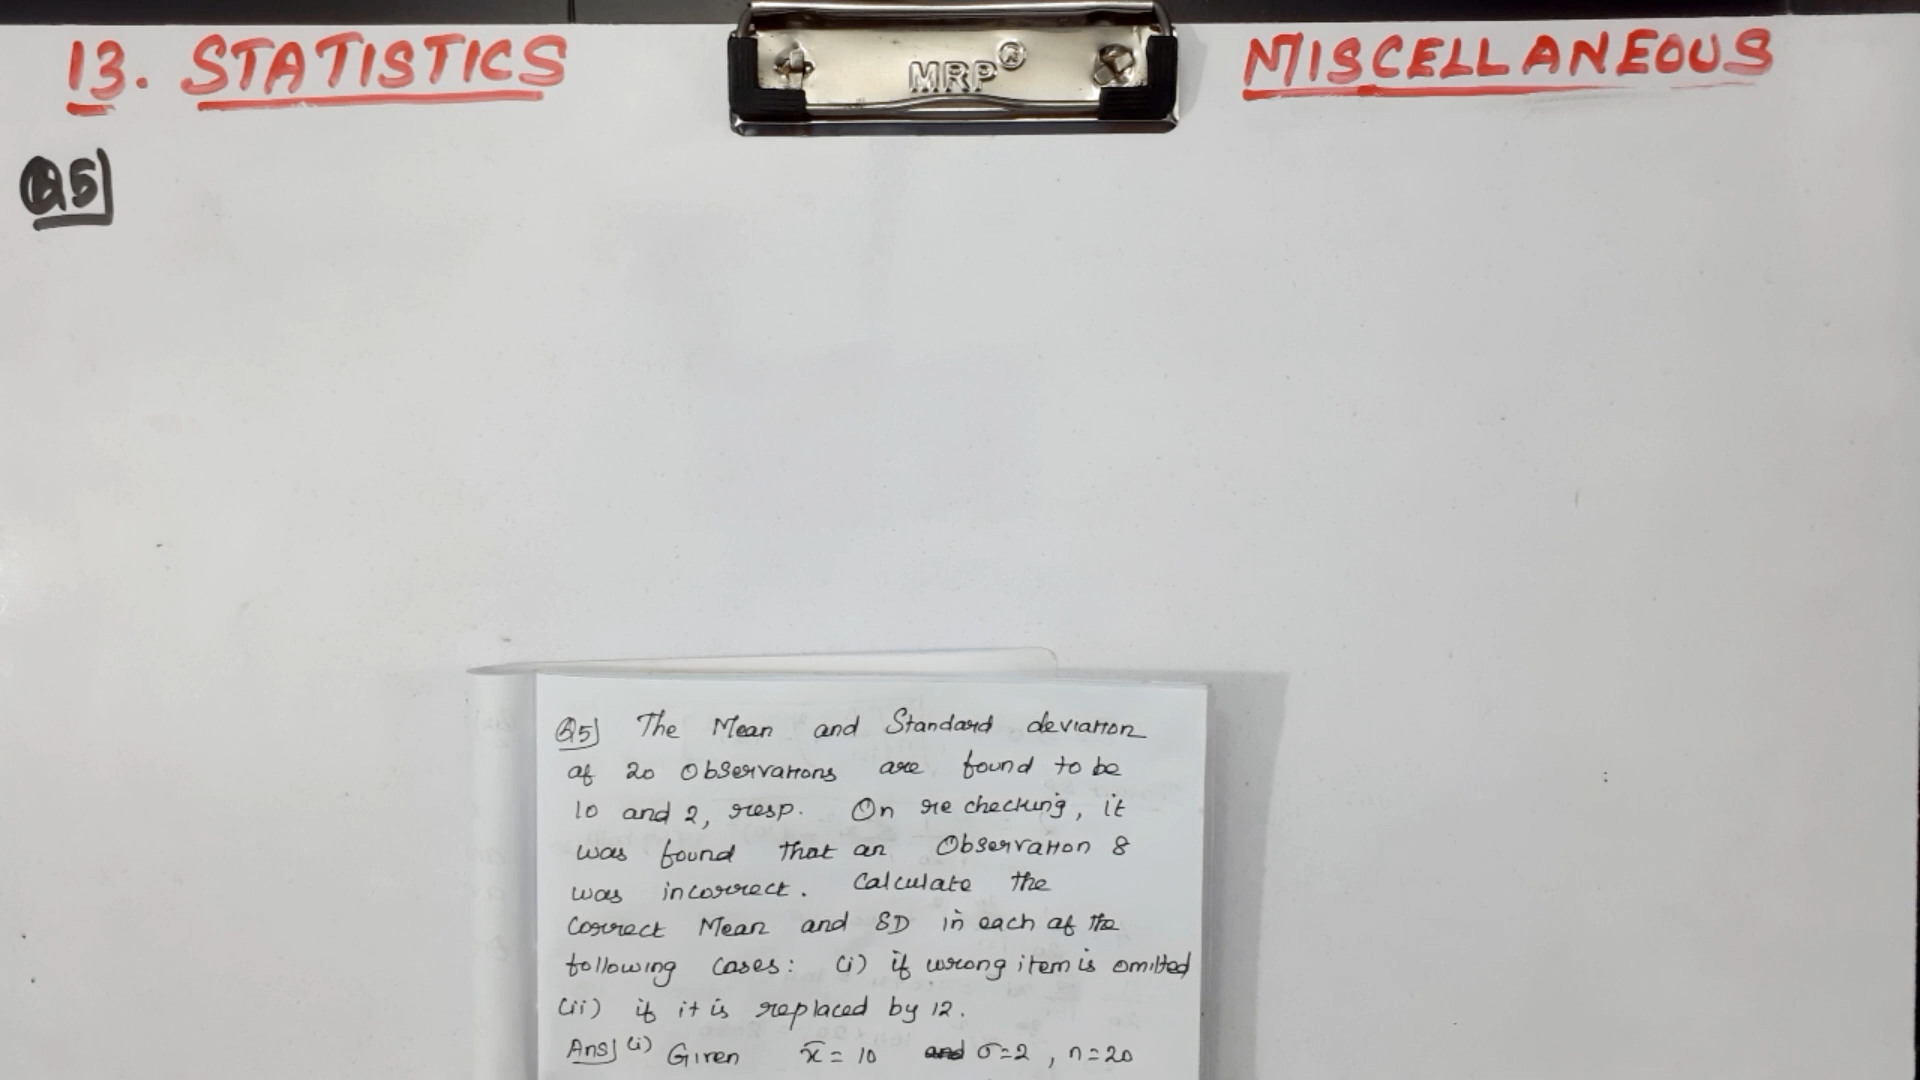 13. STATISTICS
MRP®
MISCELLANEOUS
Q5]
Q5] The Mean and Standard deviation
of 20 Observations are found to be
10 and 2, resp. On re checking, it
was found that an Observation 8
was incorrect. Calculate the
Correct Mean and SD in each of the
following Cases: (i) if wrong item is omitted
(ii) if it is replaced by 12.
Ans] (i) Given x̄ = 10 and σ=2, n=20